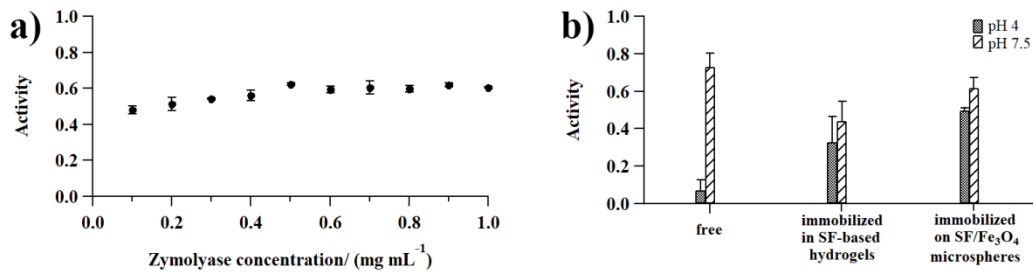 a)
1.0
0.8
0.6
0.4
0.2
0.0
Activity
0.0 0.2 0.4 0.6 0.8 1.0
Zymolyase concentration/ (mg mL⁻¹)
b)
1.0
0.8
0.6
0.4
0.2
0.0
Activity
pH 4
pH 7.5
free
immobilized
in SF-based
hydrogels
immobilized
on SF/Fe₃O₄
microspheres